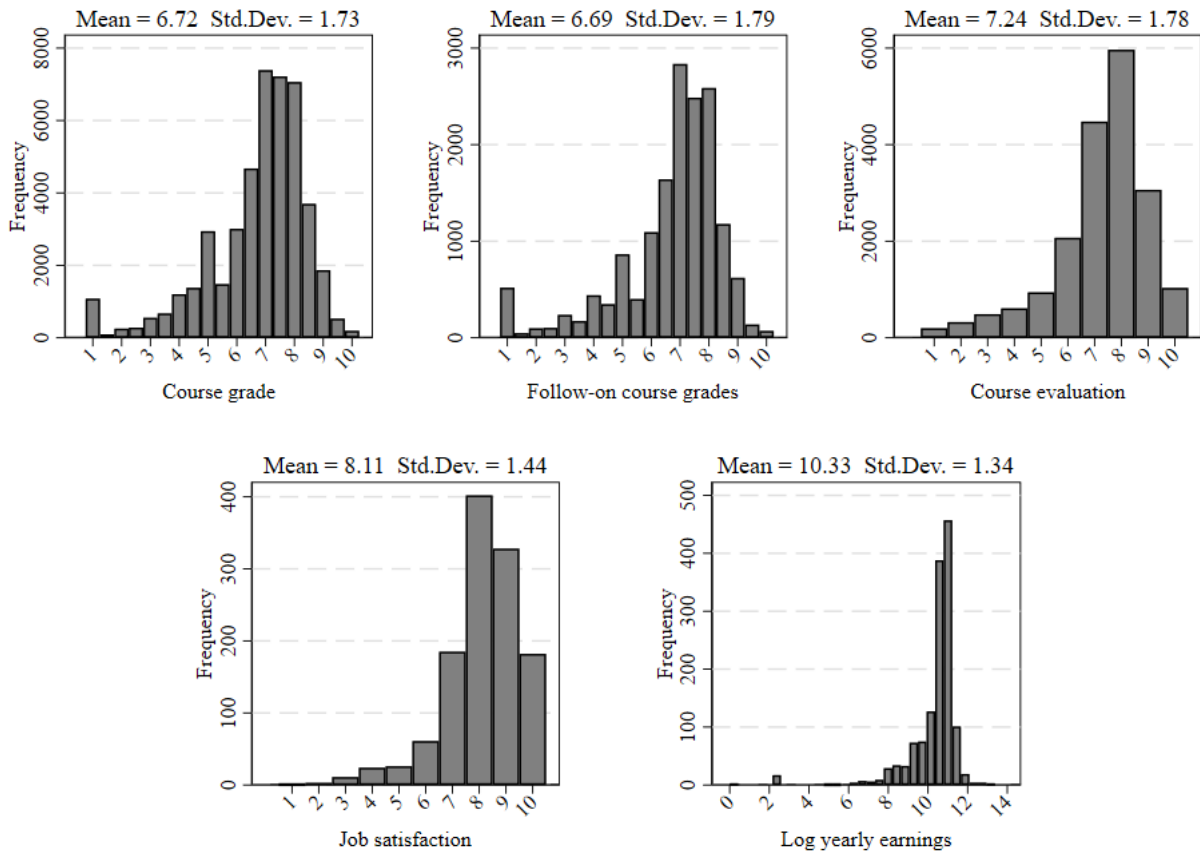 Mean = 6.72 Std.Dev. = 1.73
Frequency
8000
6000
4000
2000
0
1 2 3 4 5 6 7 8 9 10
Course grade
Mean = 6.69 Std.Dev. = 1.79
Frequency
3000
2000
1000
0
1 2 3 4 5 6 7 8 9 10
Follow-on course grades
Mean = 7.24 Std.Dev. = 1.78
Frequency
6000
4000
2000
0
1 2 3 4 5 6 7 8 9 10
Course evaluation
Mean = 8.11 Std.Dev. = 1.44
Frequency
400
300
200
100
0
1 2 3 4 5 6 7 8 9 10
Job satisfaction
Mean = 10.33 Std.Dev. = 1.34
Frequency
500
400
300
200
100
0
0 2 4 6 8 10 12 14
Log yearly earnings